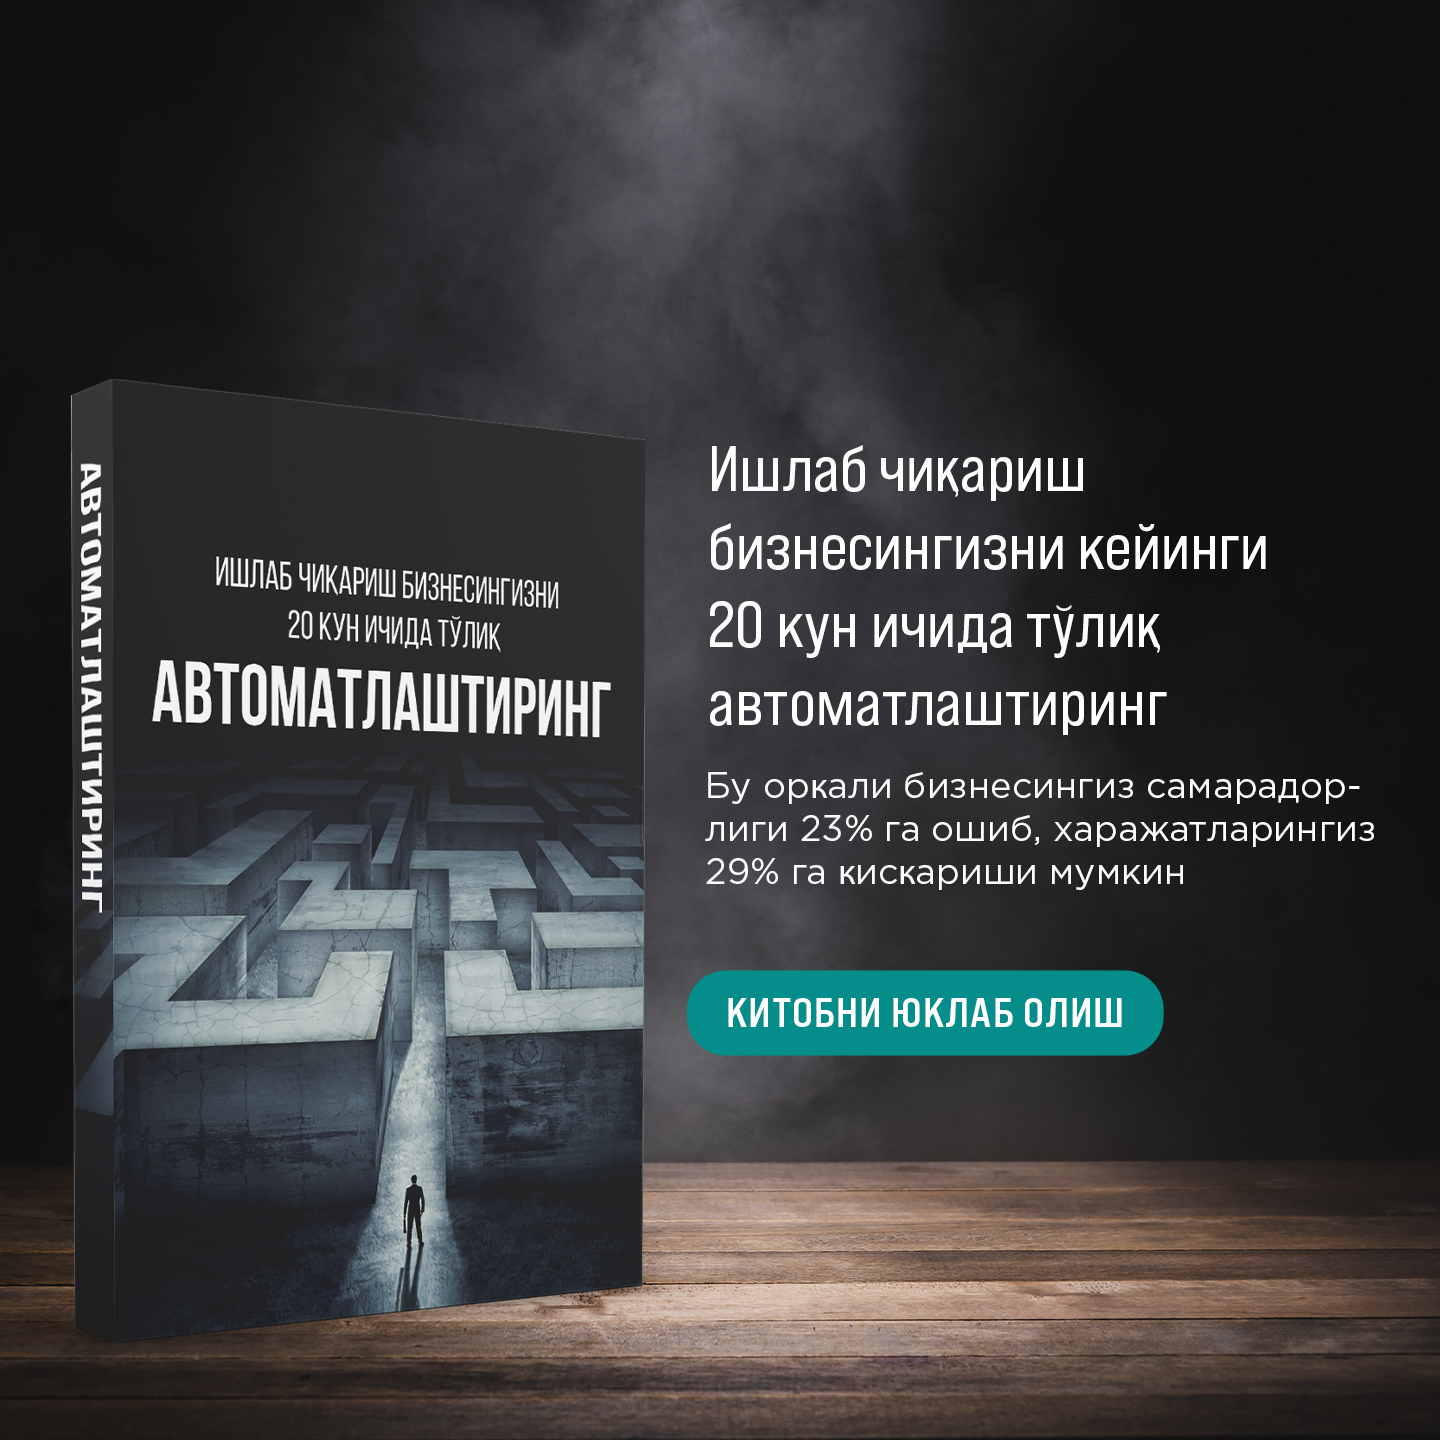 АВТОМАТЛАШТИРИНГ
ИШЛАБ ЧИҚАРИШ БИЗНЕСИНГИЗНИ
20 КУН ИЧИДА ТЎЛИҚ
АВТОМАТЛАШТИРИНГ
Ишлаб чиқариш
бизнесингизни кейинги
20 кун ичида тўлиқ
автоматлаштиринг
Бу оркали бизнесингиз самарадор-
лиги 23% га ошиб, харажатларингиз
29% га кискариши мумкин
КИТОБНИ ЮКЛАБ ОЛИШ